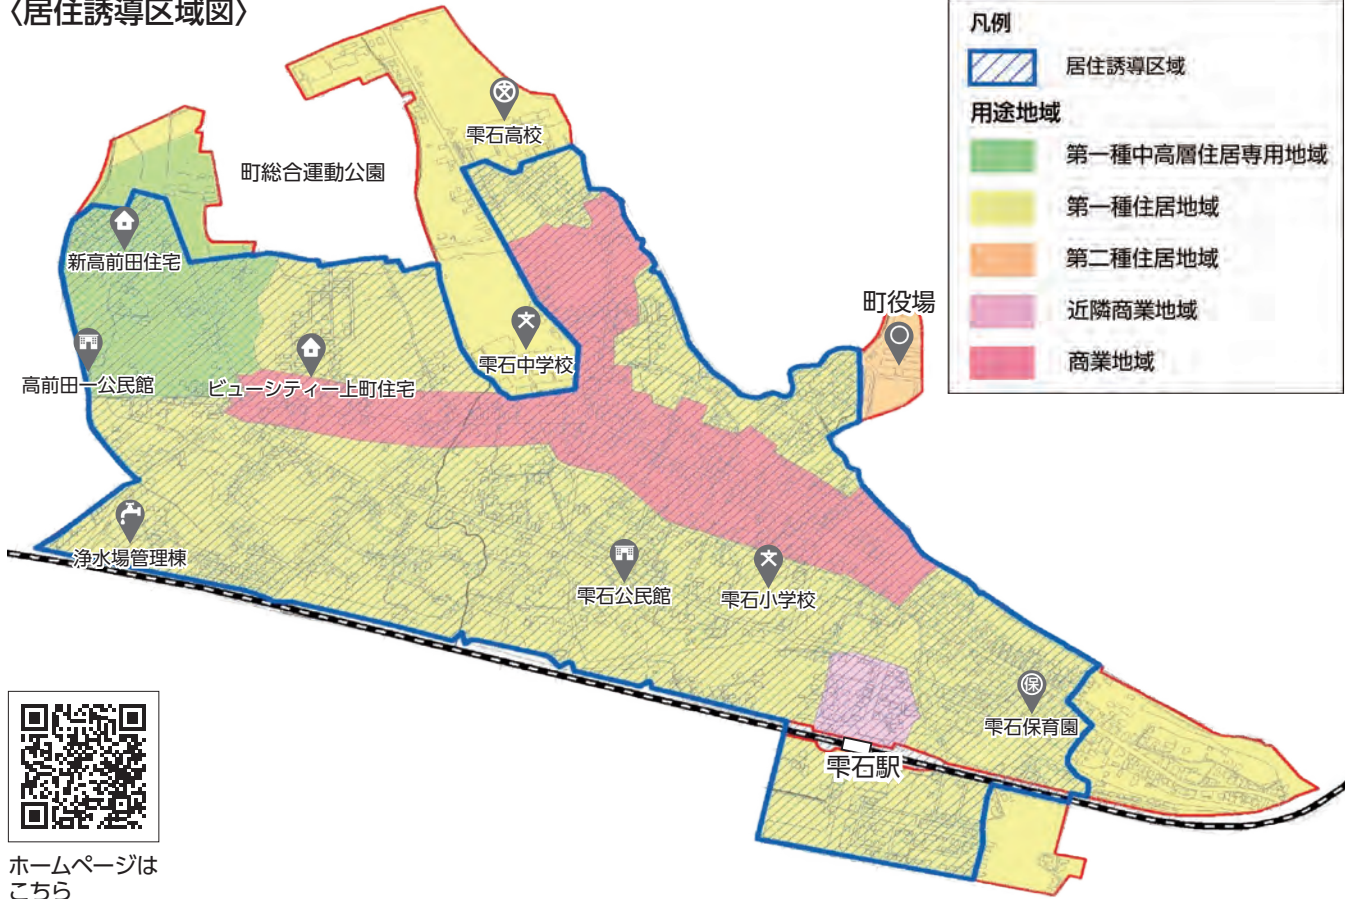 〈居住誘導区域図〉
凡例
居住誘導区域
用途地域
第一種中高層住居専用地域
第一種住居地域
第二種住居地域
近隣商業地域
商業地域
雫石高校
町総合運動公園
新高前田住宅
町役場
雫石中学校
高前田一公民館
ビューシティー上町住宅
浄水場管理棟
雫石公民館
雫石小学校
保
雫石保育園
雫石駅
ホームページは
こちら